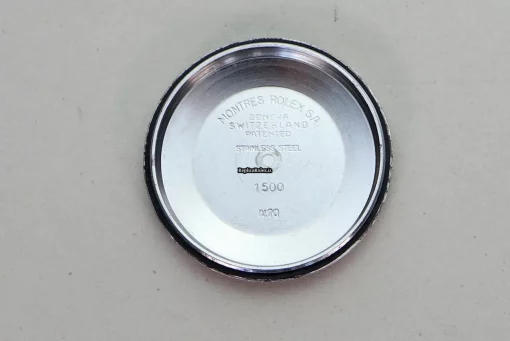 MONTRES ROLEX S.A.
GENEVA
SWITZERLAND
PATENTED
STAINLESS STEEL
1500